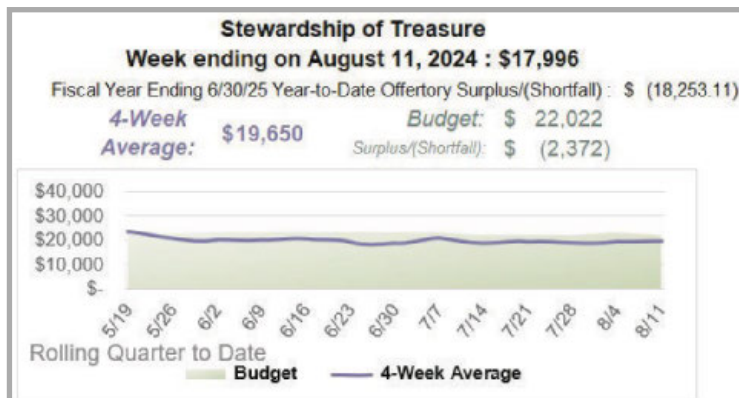 Stewardship of Treasure
Week ending on August 11, 2024 : $17,996
Fiscal Year Ending 6/30/25 Year-to-Date Offertory Surplus/(Shortfall) : $ (18,253.11)
4-Week Average: $19,650
Budget: $ 22,022
Surplus/(Shortfall): $ (2,372)
$40,000
$30,000
$20,000
$10,000
$-
5/19 5/26 6/2 6/9 6/16 6/23 6/30 7/7 7/14 7/21 7/28 8/4 8/11
Rolling Quarter to Date
Budget 4-Week Average